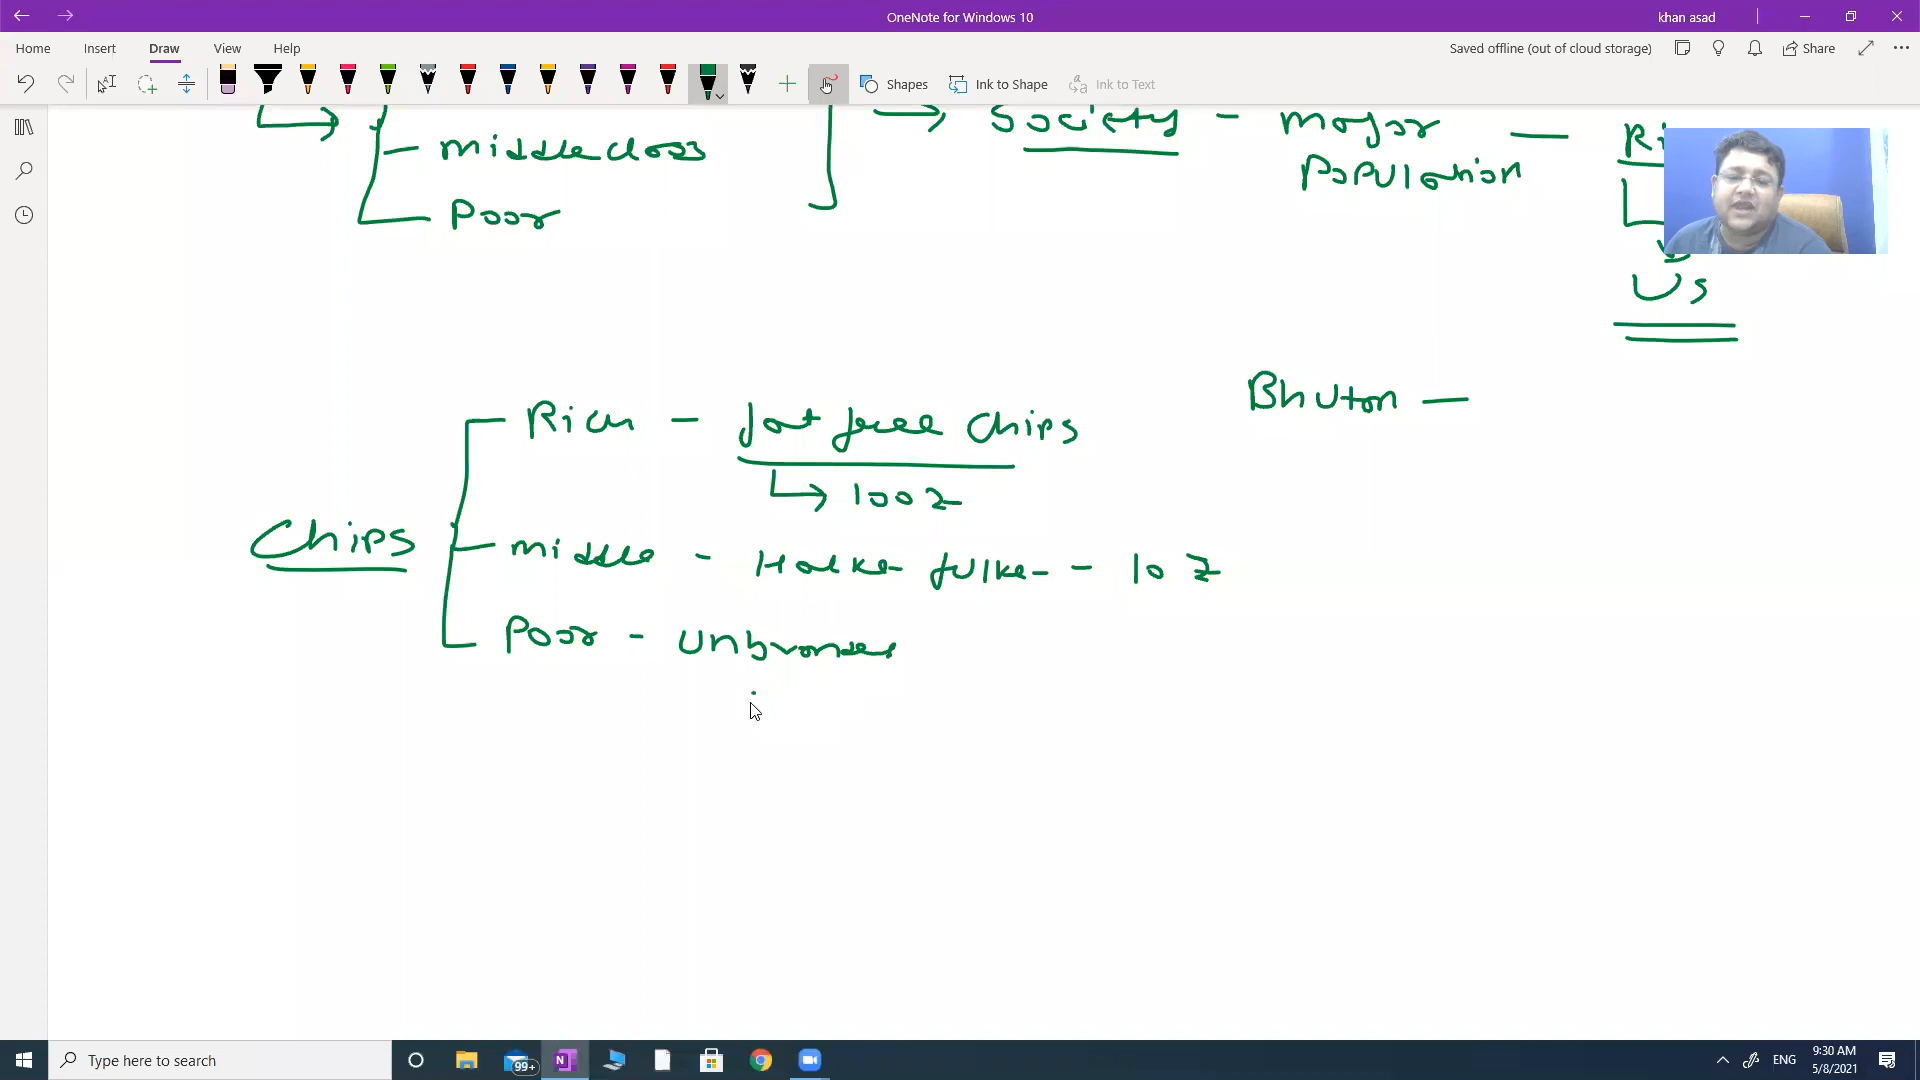 OneNote for Windows 10
khan asad
Home Insert Draw View Help
Saved offline (out of cloud storage) Share
Shapes Ink to Shape Ink to Text
Society - Major — Ri
Middle class
Population
Poor
US
Bhutan —
Rich - fat free Chips
→ 100 Z
Chips
Middle - Halke fulke - 10 Z
Poor - Unbranded
Type here to search
99+
ENG
9:30 AM
5/8/2021